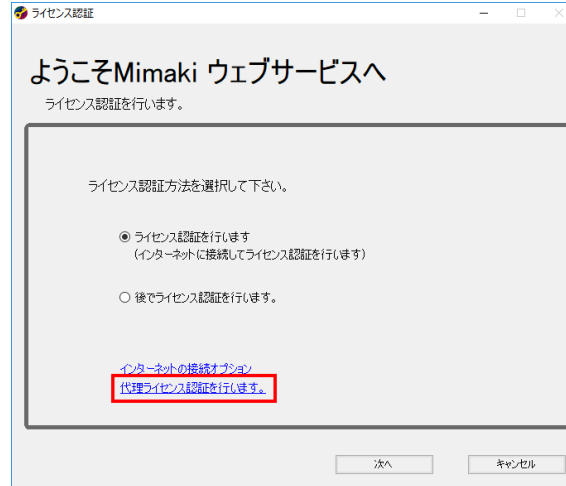 ライセンス認証
ようこそMimaki ウェブサービスへ
ライセンス認証を行います。
ライセンス認証方法を選択して下さい。
ライセンス認証を行います
(インターネットに接続してライセンス認証を行います)
後でライセンス認証を行います。
インターネットの接続オプション
代理ライセンス認証を行います。
次へ
キャンセル